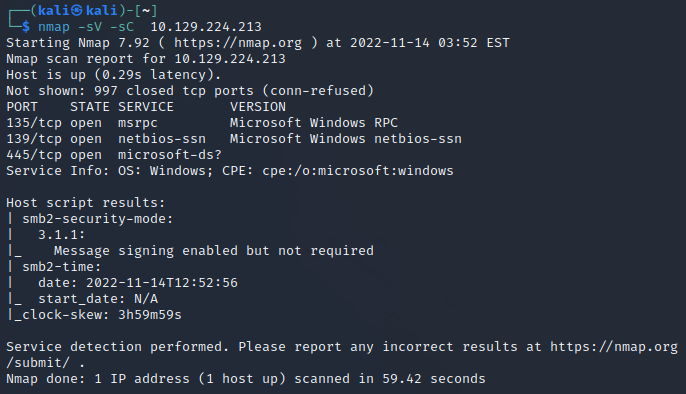 ┌──(kali㉿kali)-[~]
└─$ nmap -sV -sC  10.129.224.213
Starting Nmap 7.92 ( https://nmap.org ) at 2022-11-14 03:52 EST
Nmap scan report for 10.129.224.213
Host is up (0.29s latency).
Not shown: 997 closed tcp ports (conn-refused)
PORT    STATE SERVICE       VERSION
135/tcp open  msrpc         Microsoft Windows RPC
139/tcp open  netbios-ssn   Microsoft Windows netbios-ssn
445/tcp open  microsoft-ds?
Service Info: OS: Windows; CPE: cpe:/o:microsoft:windows

Host script results:
| smb2-security-mode:
|   3.1.1:
|_    Message signing enabled but not required
| smb2-time:
|   date: 2022-11-14T12:52:56
|_  start_date: N/A
|_clock-skew: 3h59m59s

Service detection performed. Please report any incorrect results at https://nmap.org
/submit/ .
Nmap done: 1 IP address (1 host up) scanned in 59.42 seconds